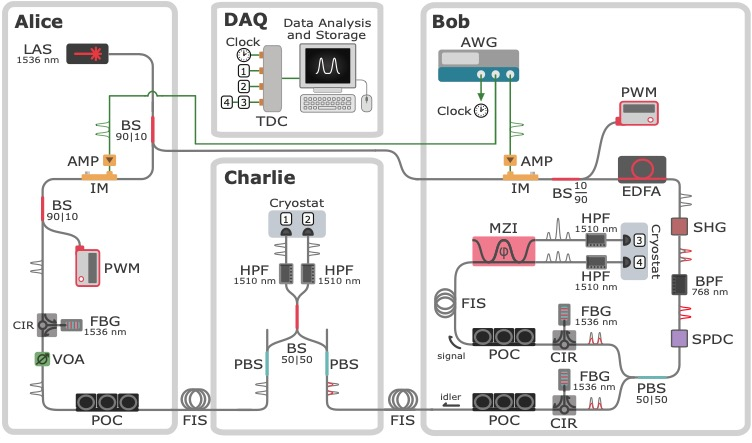 Alice
LAS
1536 nm
BS
90|10
AMP
IM
BS
90|10
PWM
CIR
FBG
1536 nm
VOA
POC
FIS
DAQ
Data Analysis
and Storage
Clock
1
2
4
3
TDC
Charlie
Cryostat
1
2
HPF
1510 nm
HPF
1510 nm
BS
50|50
PBS
PBS
FIS
Bob
AWG
Clock
PWM
AMP
IM
BS
10
90
EDFA
SHG
BPF
768 nm
SPDC
MZI
φ
HPF
1510 nm
HPF
1510 nm
3
4
Cryostat
FIS
signal
POC
CIR
FBG
1536 nm
PBS
50|50
idler
POC
CIR
FBG
1536 nm